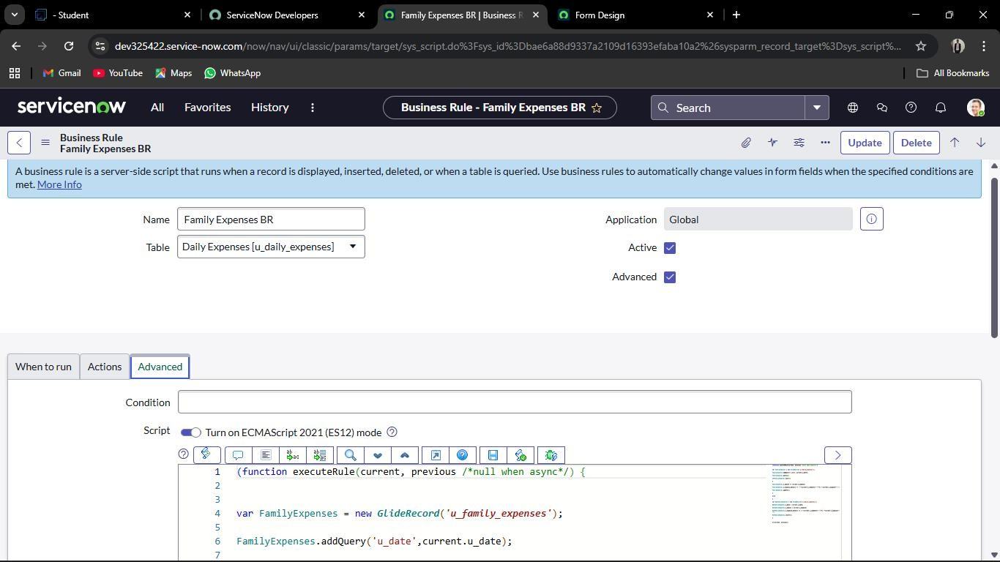 - Student
ServiceNow Developers
Family Expenses BR | Business R
Form Design
dev325422.service-now.com/now/nav/ui/classic/params/target/sys_script.do%3Fsys_id%3Dbae6a88d9337a2109d16393efaba10a2%26sysparm_record_target%3Dsys_script%...
Gmail
YouTube
Maps
WhatsApp
All Bookmarks
servicenow
All
Favorites
History
Business Rule - Family Expenses BR
Search
Business Rule
Family Expenses BR
Update
Delete
A business rule is a server-side script that runs when a record is displayed, inserted, deleted, or when a table is queried. Use business rules to automatically change values in form fields when the specified conditions are
met. More Info
Name
Family Expenses BR
Application
Global
Table
Daily Expenses [u_daily_expenses]
Active
Advanced
When to run
Actions
Advanced
Condition
Script
Turn on ECMAScript 2021 (ES12) mode
1 (function executeRule(current, previous /*null when async*/) {
2
3
4 var FamilyExpenses = new GlideRecord('u_family_expenses');
5
6 FamilyExpenses.addQuery('u_date',current.u_date);
7